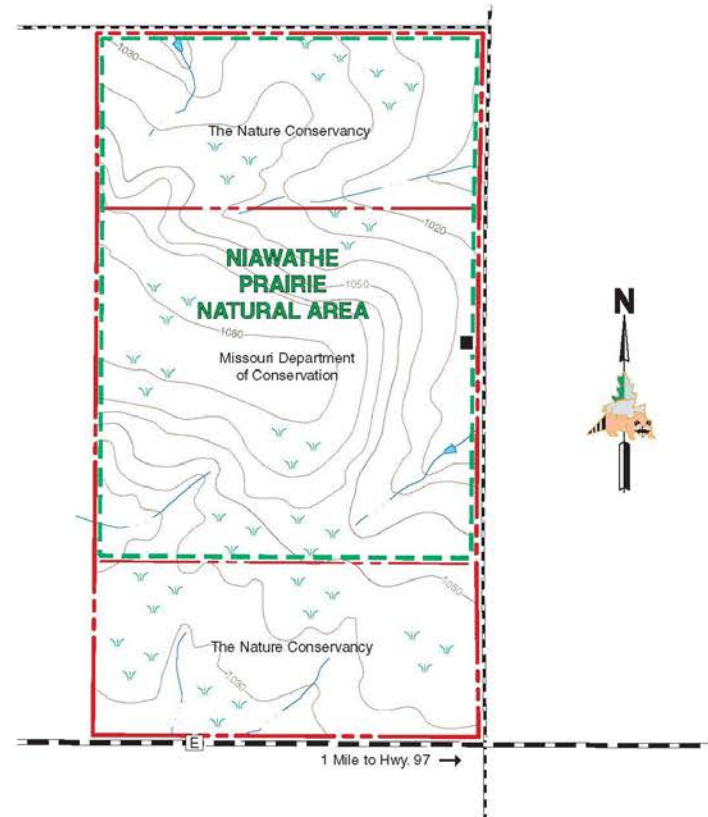 1030
The Nature Conservancy
1020
NIAWATHE
PRAIRIE
NATURAL AREA
1050
1060
Missouri Department
of Conservation
N
1050
The Nature Conservancy
1030
E
1 Mile to Hwy. 97